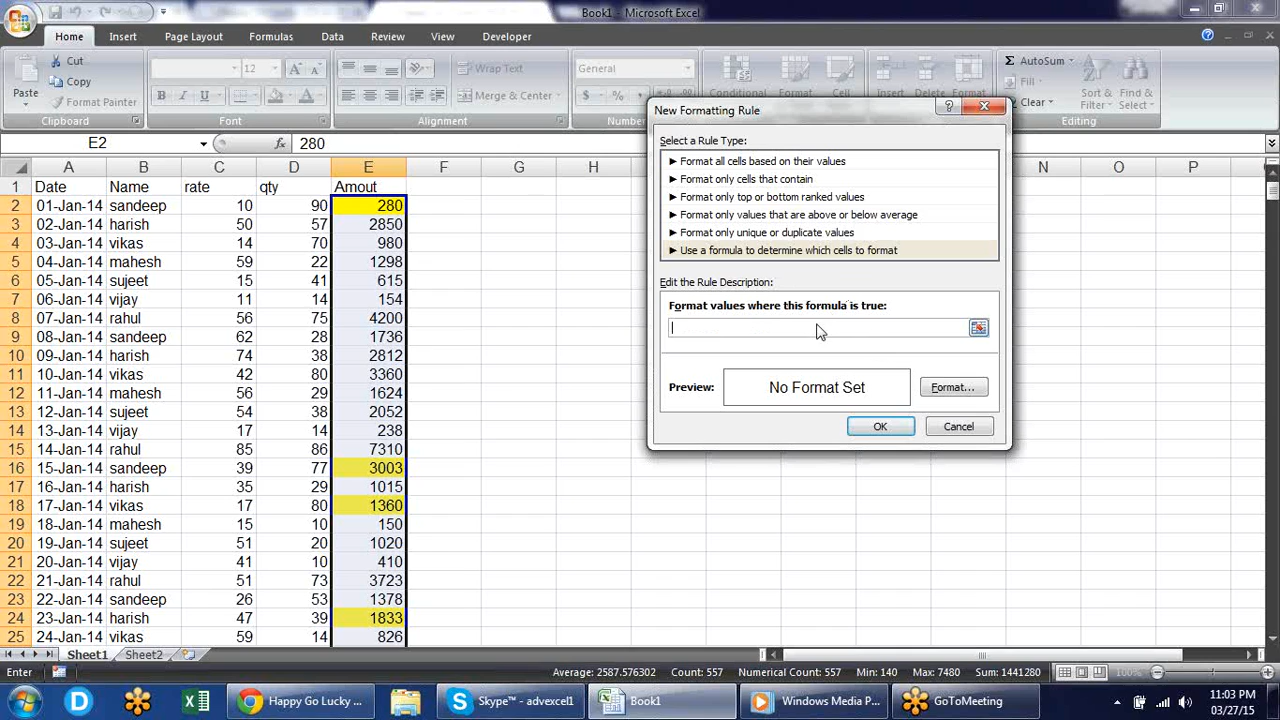 Book1 - Microsoft Excel
Home Insert Page Layout Formulas Data Review View Developer
Cut
Copy
Format Painter
Paste
12
B I U
Wrap Text
Merge & Center
General
$ %
Conditional Format Cell Insert Delete Format
AutoSum
Fill
Clear
Sort & Find &
Filter Select
Clipboard Font Alignment Number Editing
E2 fx 280
A B C D E F G H N O P
1 Date Name rate qty Amout
2 01-Jan-14 sandeep 10 90 280
3 02-Jan-14 harish 50 57 2850
4 03-Jan-14 vikas 14 70 980
5 04-Jan-14 mahesh 59 22 1298
6 05-Jan-14 sujeet 15 41 615
7 06-Jan-14 vijay 11 14 154
8 07-Jan-14 rahul 56 75 4200
9 08-Jan-14 sandeep 62 28 1736
10 09-Jan-14 harish 74 38 2812
11 10-Jan-14 vikas 42 80 3360
12 11-Jan-14 mahesh 56 29 1624
13 12-Jan-14 sujeet 54 38 2052
14 13-Jan-14 vijay 17 14 238
15 14-Jan-14 rahul 85 86 7310
16 15-Jan-14 sandeep 39 77 3003
17 16-Jan-14 harish 35 29 1015
18 17-Jan-14 vikas 17 80 1360
19 18-Jan-14 mahesh 15 10 150
20 19-Jan-14 sujeet 51 20 1020
21 20-Jan-14 vijay 41 10 410
22 21-Jan-14 rahul 51 73 3723
23 22-Jan-14 sandeep 26 53 1378
24 23-Jan-14 harish 47 39 1833
25 24-Jan-14 vikas 59 14 826
New Formatting Rule
Select a Rule Type:
► Format all cells based on their values
► Format only cells that contain
► Format only top or bottom ranked values
► Format only values that are above or below average
► Format only unique or duplicate values
► Use a formula to determine which cells to format
Edit the Rule Description:
Format values where this formula is true:
Preview: No Format Set Format...
OK Cancel
Sheet1 Sheet2
Enter Average: 2587.576302 Count: 557 Numerical Count: 557 Min: 140 Max: 7480 Sum: 1441280 100%
Happy Go Lucky ... Skype™ - advexcel1 Book1 Windows Media P... GoToMeeting
11:03 PM
03/27/15